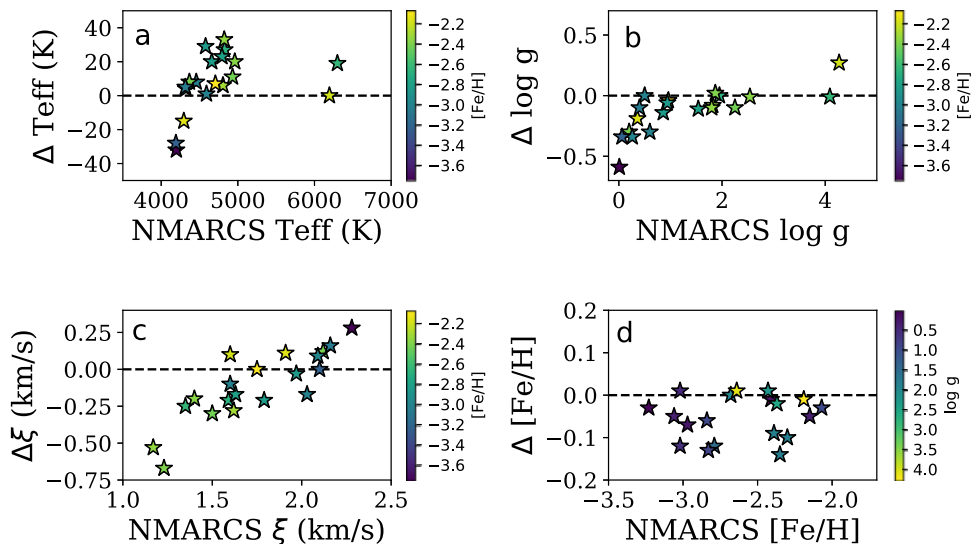 a
Δ Teff (K)
40
20
0
−20
−40
4000 5000 6000 7000
NMARCS Teff (K)
−2.2
−2.4
−2.6
−2.8
−3.0
−3.2
−3.4
−3.6
[Fe/H]
b
Δ log g
0.5
0.0
−0.5
0 2 4
NMARCS log g
−2.2
−2.4
−2.6
−2.8
−3.0
−3.2
−3.4
−3.6
[Fe/H]
c
Δξ (km/s)
0.25
0.00
−0.25
−0.50
−0.75
1.0 1.5 2.0 2.5
NMARCS ξ (km/s)
−2.2
−2.4
−2.6
−2.8
−3.0
−3.2
−3.4
−3.6
[Fe/H]
d
Δ [Fe/H]
0.2
0.1
0.0
−0.1
−0.2
−3.5 −3.0 −2.5 −2.0
NMARCS [Fe/H]
0.5
1.0
1.5
2.0
2.5
3.0
3.5
4.0
log g